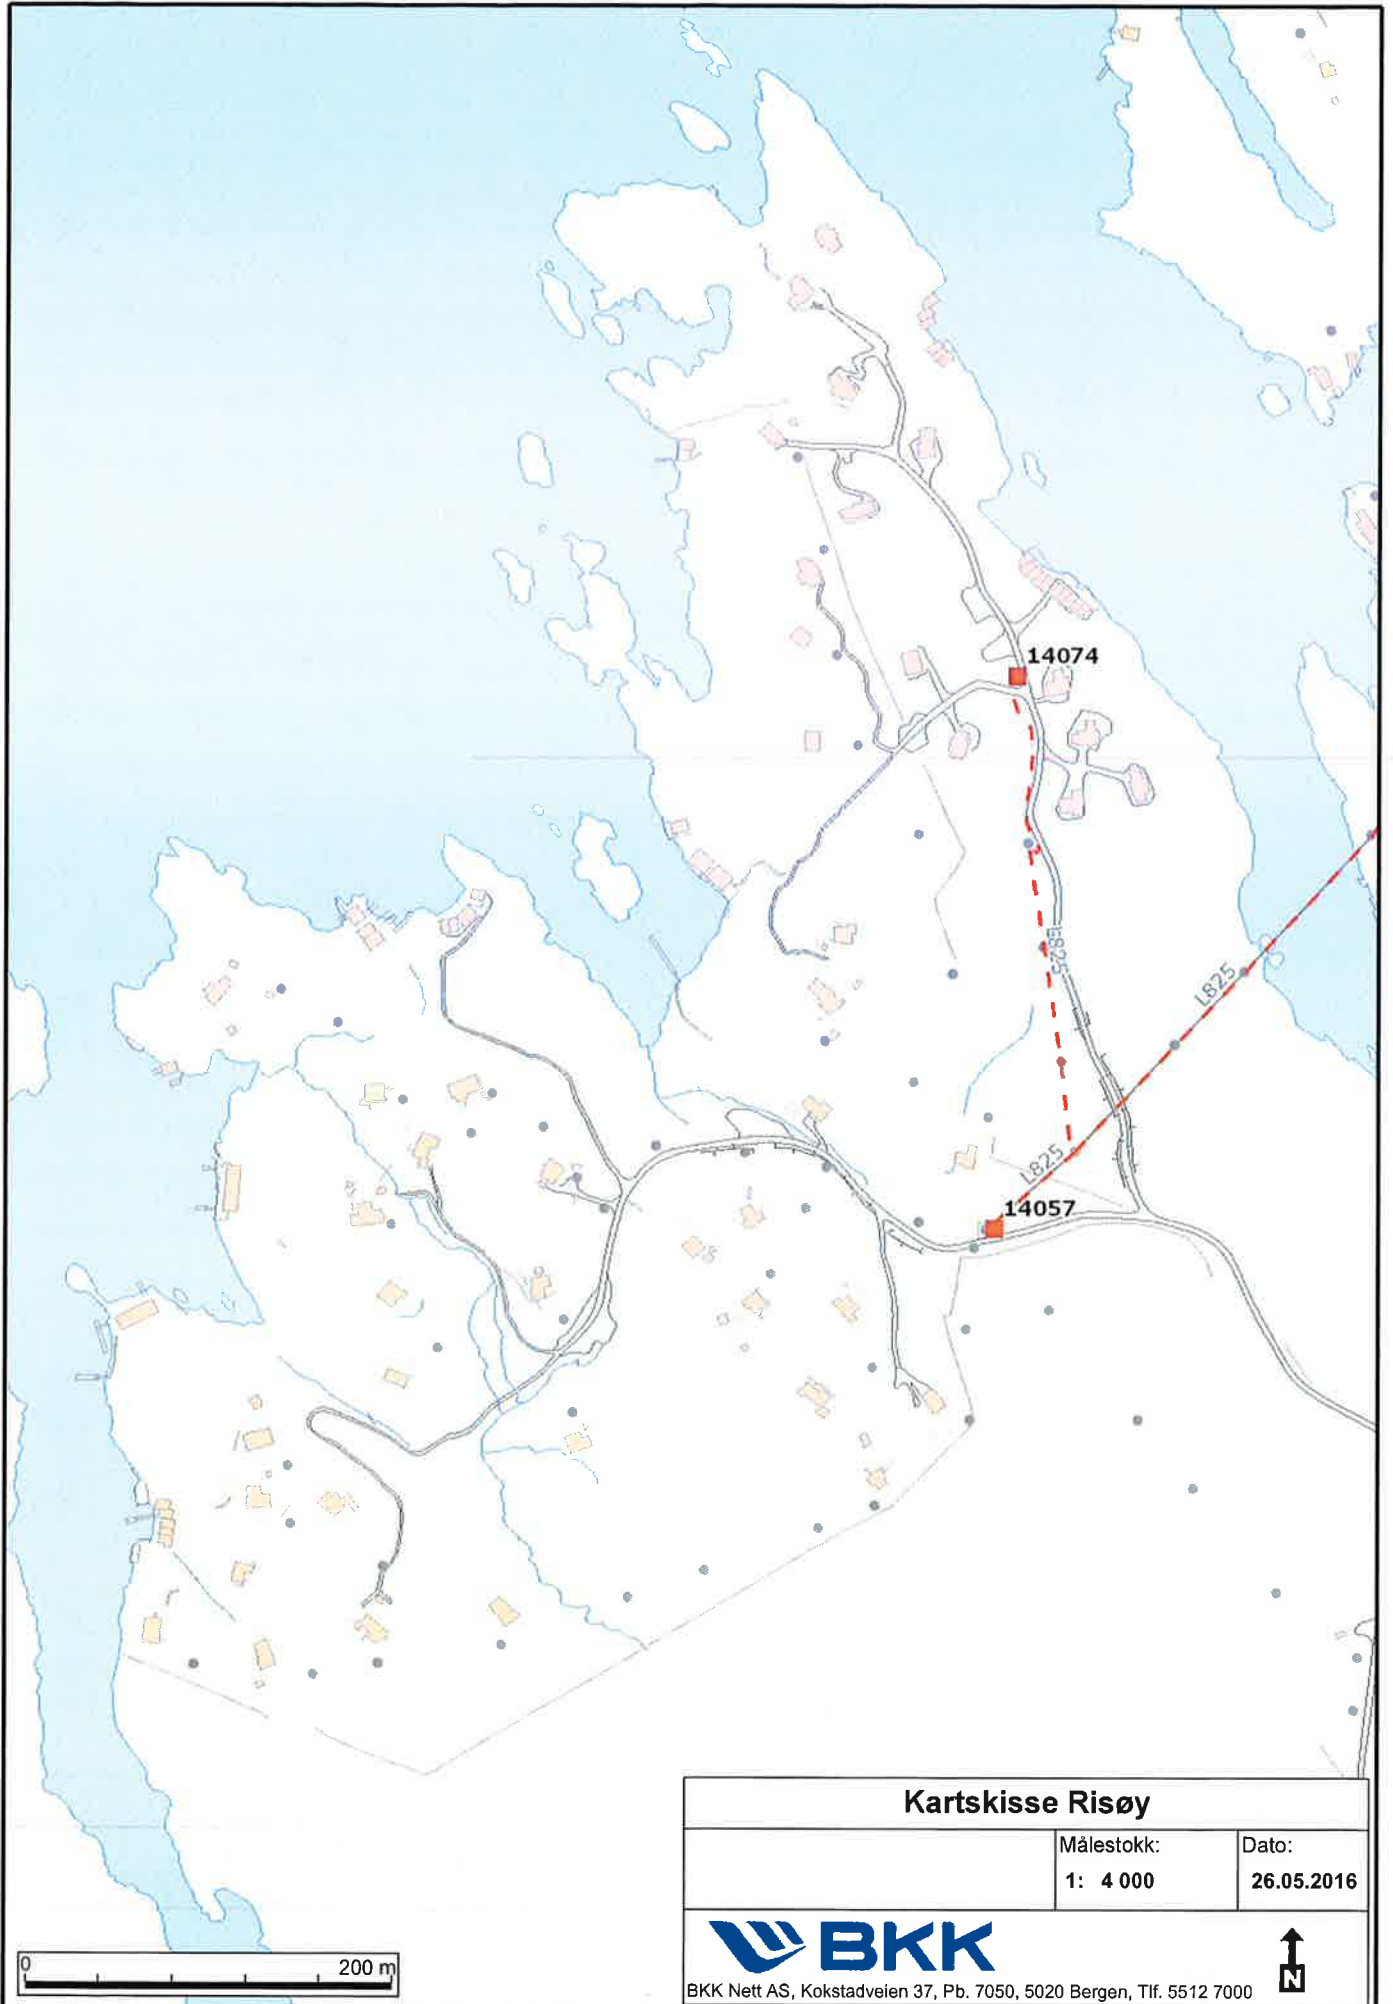 14074
E825
L825
L825
14057
Kartskisse Risøy
Målestokk:
1: 4 000
Dato:
26.05.2016
BKK
BKK Nett AS, Kokstadveien 37, Pb. 7050, 5020 Bergen, Tlf. 5512 7000
N
0 200 m